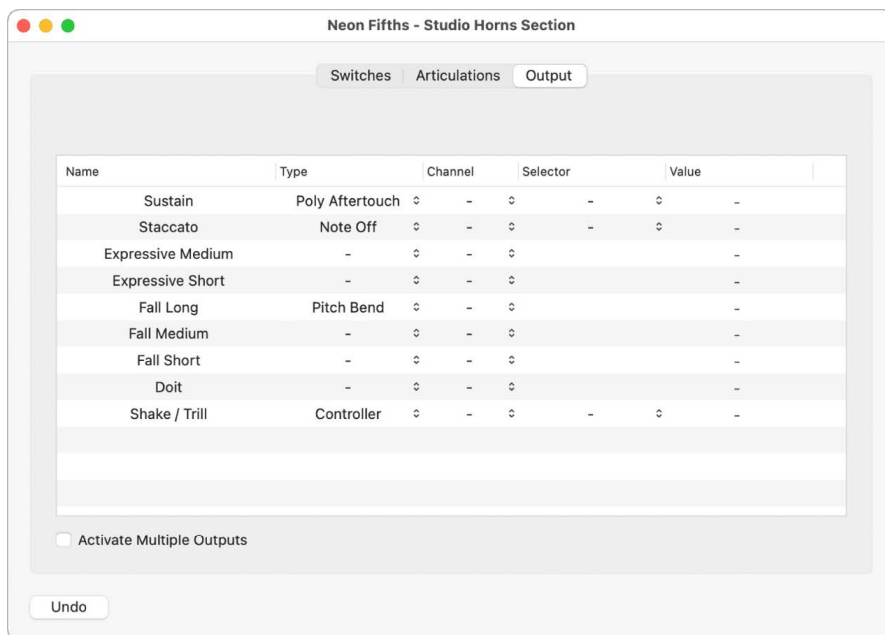 Neon Fifths - Studio Horns Section
Switches Articulations Output
Name Type Channel Selector Value
Sustain Poly Aftertouch - - -
Staccato Note Off - - -
Expressive Medium - - -
Expressive Short - - -
Fall Long Pitch Bend - -
Fall Medium - - -
Fall Short - - -
Doit - - -
Shake / Trill Controller - - -
Activate Multiple Outputs
Undo